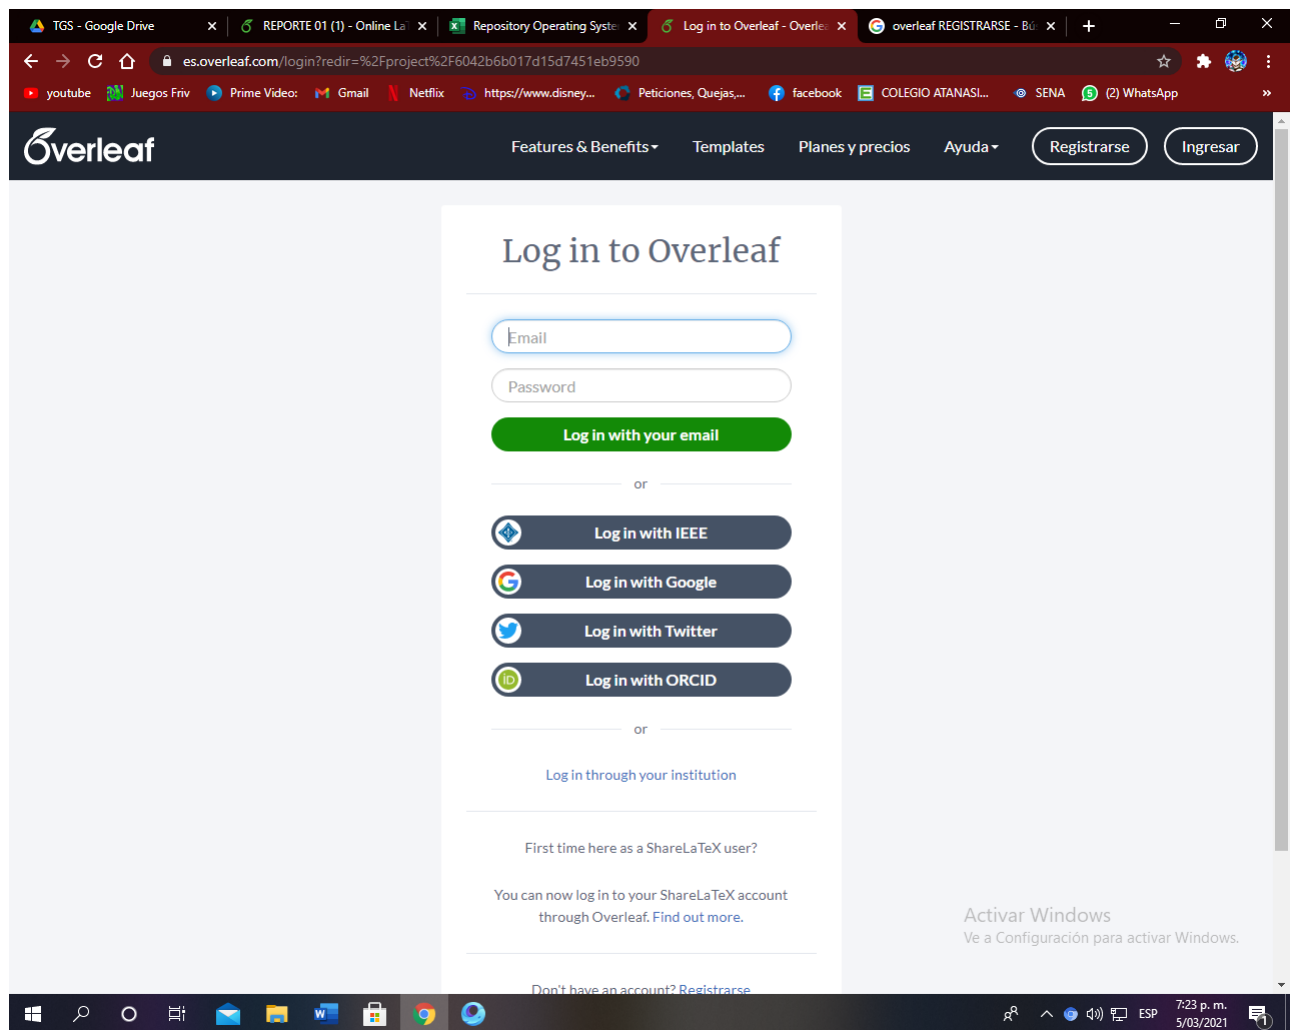 TGS - Google Drive
REPORTE 01 (1) - Online La
Repository Operating Syste
Log in to Overleaf - Overlea
overleaf REGISTRARSE - Bú
es.overleaf.com/login?redir=%2Fproject%2F6042b6b017d15d7451eb9590
youtube
Juegos Friv
Prime Video:
Gmail
Netflix
https://www.disney...
Peticiones, Quejas,...
facebook
COLEGIO ATANASI...
SENA
(2) WhatsApp
»
Overleaf
Features & Benefits
Templates
Planes y precios
Ayuda
Registrarse
Ingresar
Log in to Overleaf
Email
Password
Log in with your email
or
Log in with IEEE
Log in with Google
Log in with Twitter
iD
Log in with ORCID
or
Log in through your institution
First time here as a ShareLaTeX user?
You can now log in to your ShareLaTeX account
through Overleaf. Find out more.
Don't have an account? Registrarse
Activar Windows
Ve a Configuración para activar Windows.
ESP
7:23 p. m.
5/03/2021
1